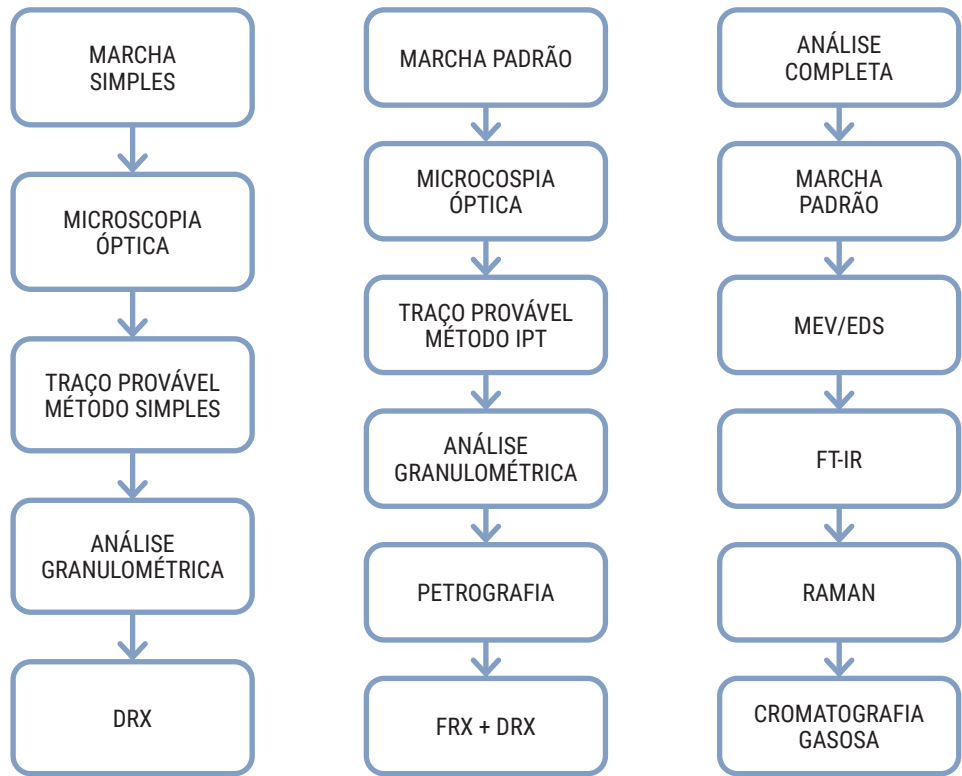 MARCHA
SIMPLES
MICROSCOPIA
ÓPTICA
TRAÇO PROVÁVEL
MÉTODO SIMPLES
ANÁLISE
GRANULOMÉTRICA
DRX
MARCHA PADRÃO
MICROCOSPIA
ÓPTICA
TRAÇO PROVÁVEL
MÉTODO IPT
ANÁLISE
GRANULOMÉTRICA
PETROGRAFIA
FRX + DRX
ANÁLISE
COMPLETA
MARCHA
PADRÃO
MEV/EDS
FT-IR
RAMAN
CROMATOGRAFIA
GASOSA